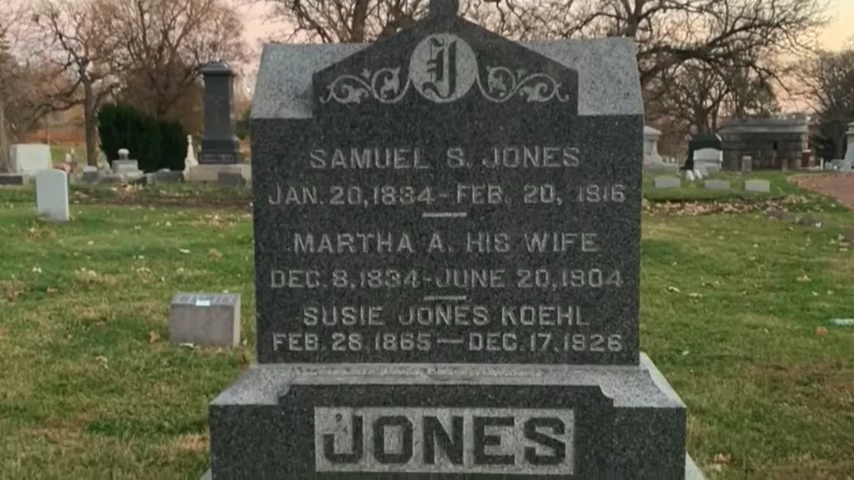 J
SAMUEL S. JONES
JAN. 20, 1834 - FEB. 20, 1916
MARTHA A. HIS WIFE
DEC. 8, 1834 - JUNE 20, 1904
SUSIE JONES KOEHL
FEB. 28 1865 — DEC. 17, 1926
JONES